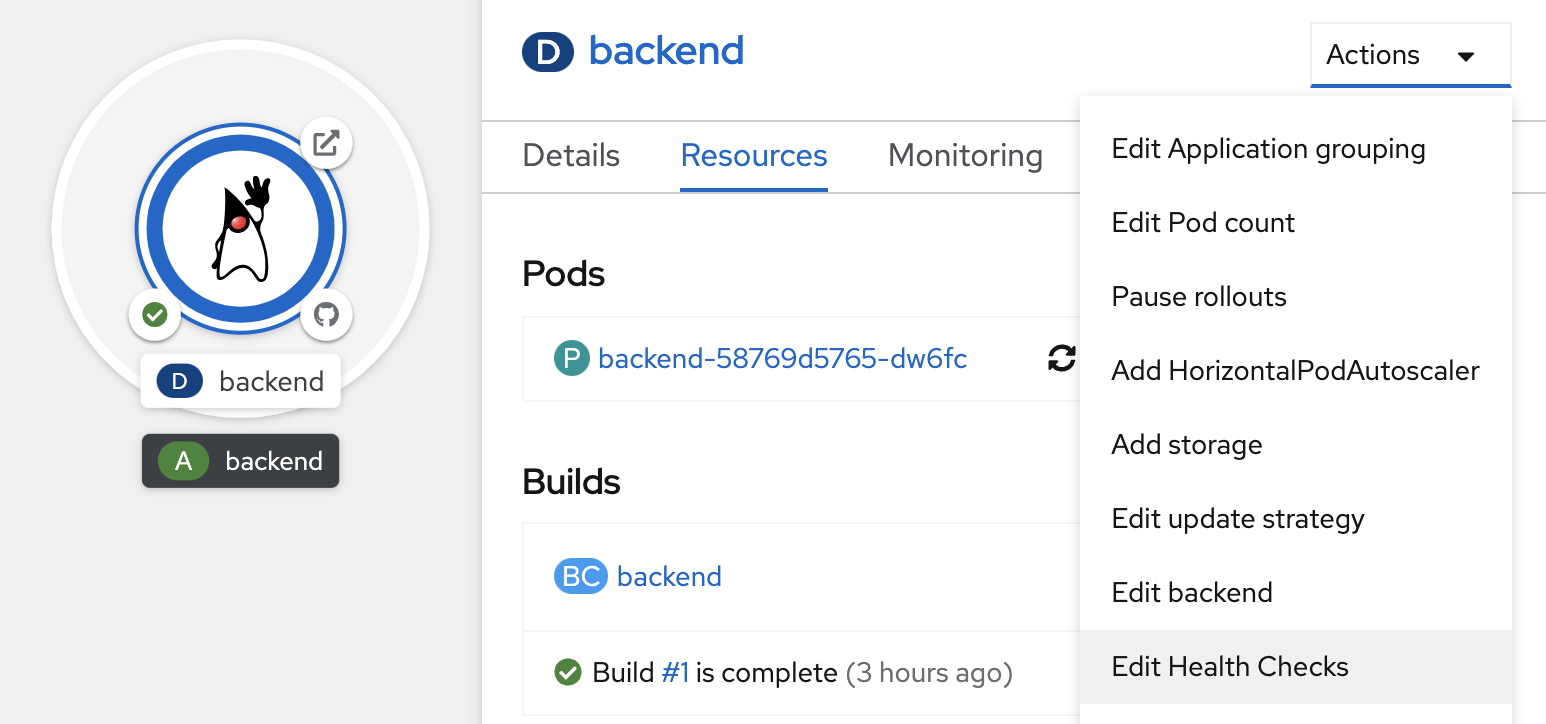 D backend
A backend
D backend
Actions
Details Resources Monitoring
Pods
P backend-58769d5765-dw6fc
Builds
BC backend
Build #1 is complete (3 hours ago)
Edit Application grouping
Edit Pod count
Pause rollouts
Add HorizontalPodAutoscaler
Add storage
Edit update strategy
Edit backend
Edit Health Checks